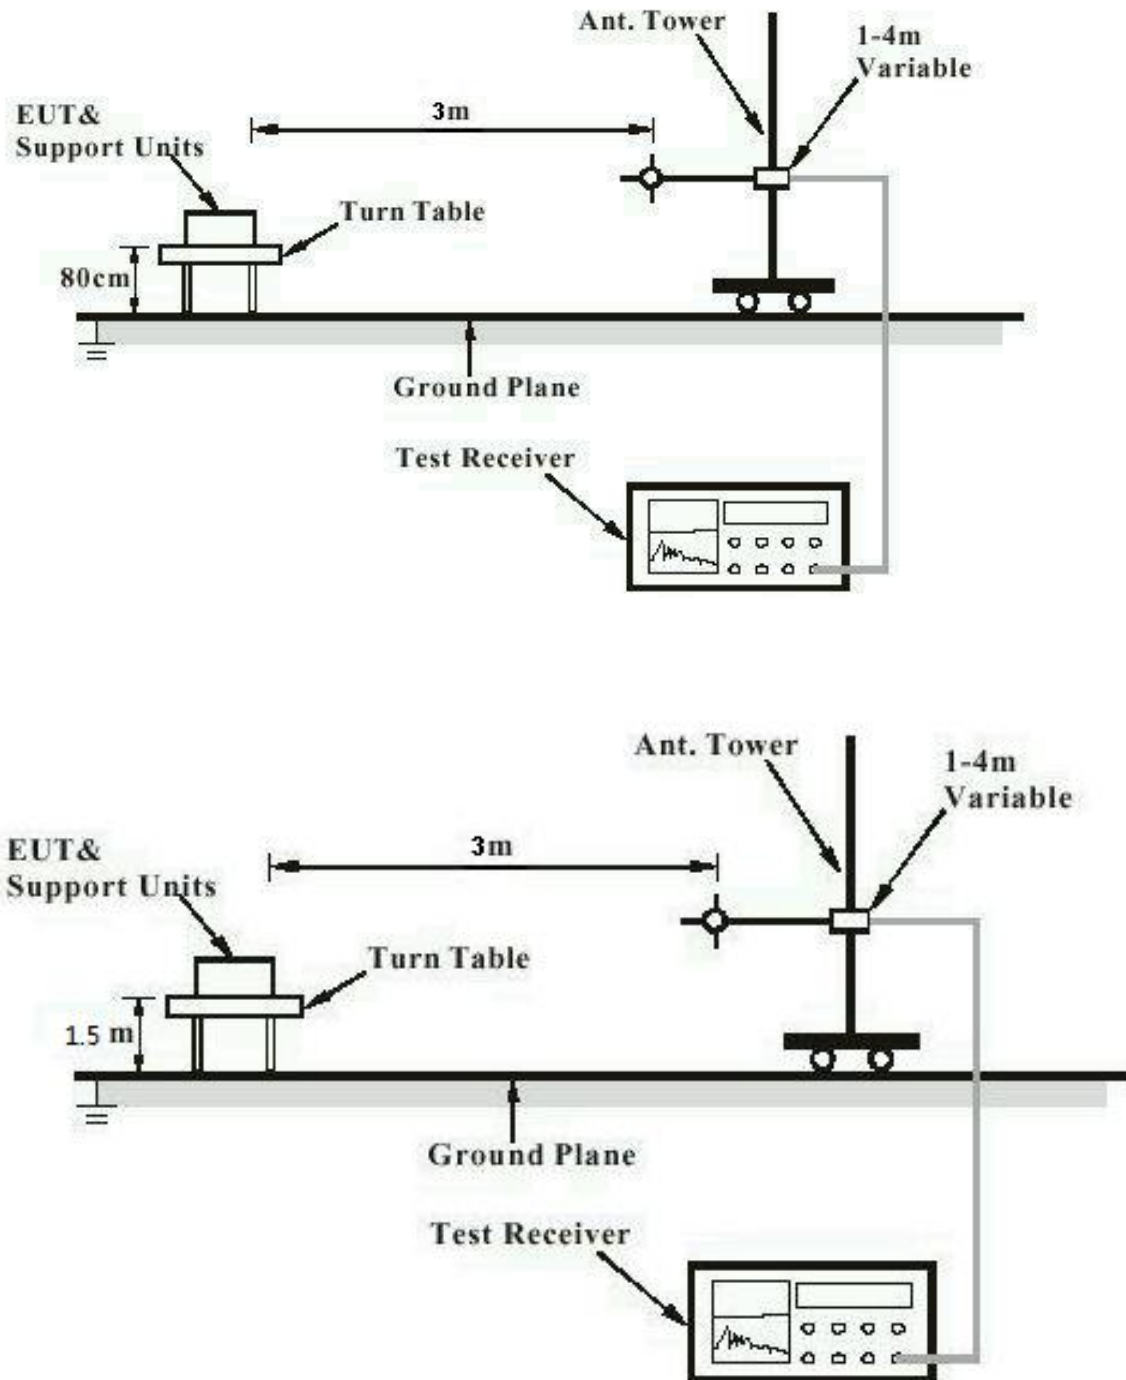 Ant. Tower
1-4m
Variable
EUT&
Support Units
3m
Turn Table
80cm
Ground Plane
Test Receiver
Ant. Tower
1-4m
Variable
EUT&
Support Units
3m
Turn Table
1.5 m
Ground Plane
Test Receiver